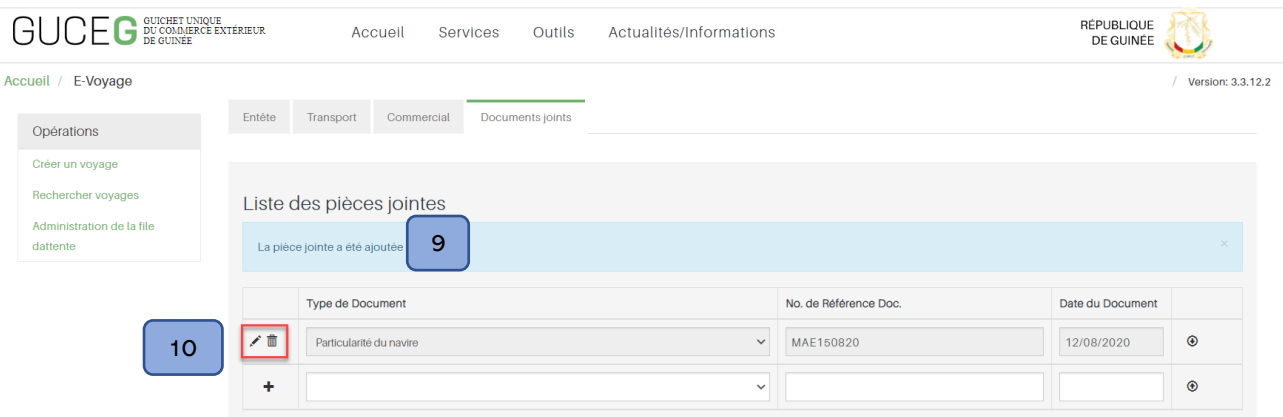 GUCEG GUICHET UNIQUE
DU COMMERCE EXTÉRIEUR
DE GUINÉE
Accueil Services Outils Actualités/Informations
RÉPUBLIQUE
DE GUINÉE
Accueil / E-Voyage
/ Version: 3.3.12.2
Opérations
Créer un voyage
Rechercher voyages
Administration de la file
dattente
Entête Transport Commercial Documents joints
Liste des pièces jointes
La pièce jointe a été ajoutée
9
×
Type de Document No. de Référence Doc. Date du Document
10
Particularité du navire MAE150820 12/08/2020